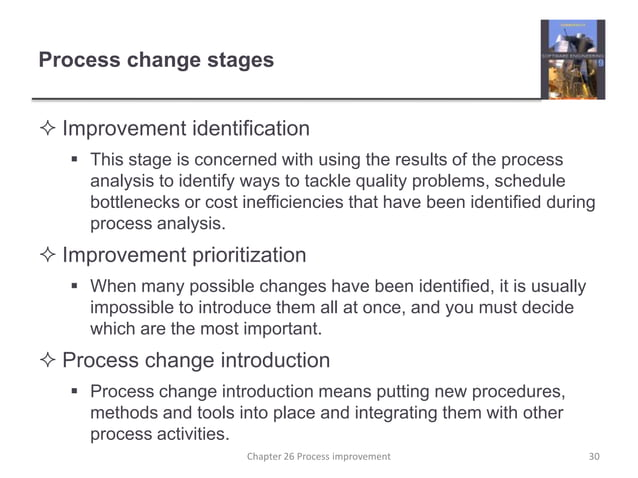 Process change stages
SOFTWARE ENGINEERING
9
✧ Improvement identification
▪ This stage is concerned with using the results of the process
analysis to identify ways to tackle quality problems, schedule
bottlenecks or cost inefficiencies that have been identified during
process analysis.
✧ Improvement prioritization
▪ When many possible changes have been identified, it is usually
impossible to introduce them all at once, and you must decide
which are the most important.
✧ Process change introduction
▪ Process change introduction means putting new procedures,
methods and tools into place and integrating them with other
process activities.
Chapter 26 Process improvement
30